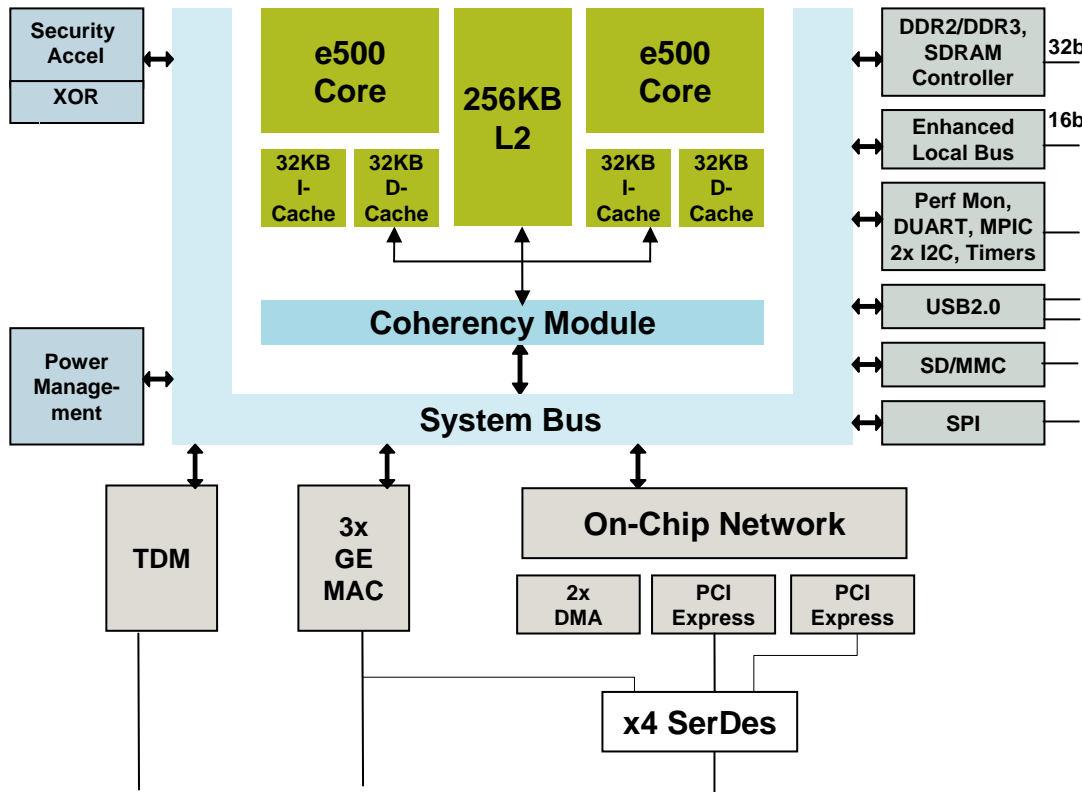 Security
Accel
XOR
Power
Manage-
ment
e500
Core
256KB
L2
e500
Core
32KB
I-
Cache
32KB
D-
Cache
32KB
I-
Cache
32KB
D-
Cache
Coherency Module
System Bus
DDR2/DDR3,
SDRAM
Controller
32b
Enhanced
Local Bus
16b
Perf Mon,
DUART, MPIC
2x I2C, Timers
USB2.0
SD/MMC
SPI
TDM
3x
GE
MAC
On-Chip Network
2x
DMA
PCI
Express
PCI
Express
x4 SerDes